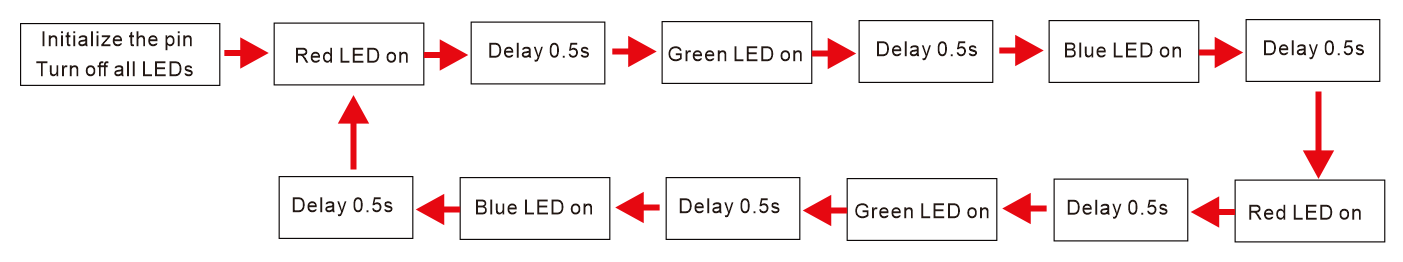 Initialize the pin
Turn off all LEDs
Red LED on
Delay 0.5s
Green LED on
Delay 0.5s
Blue LED on
Delay 0.5s
Red LED on
Delay 0.5s
Green LED on
Delay 0.5s
Blue LED on
Delay 0.5s